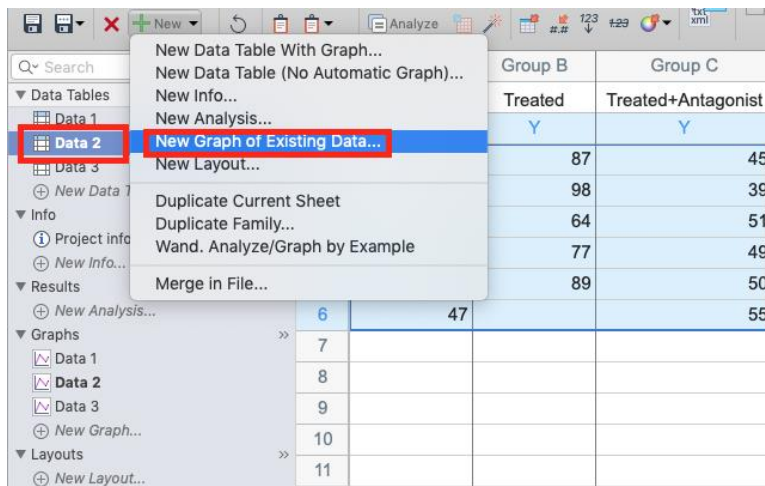 New
Analyze
#.#
123
123
txt
xml
Search
Data Tables
Data 1
Data 2
Data 3
New Data T
Info
Project info
New Info...
Results
New Analysis...
Graphs
Data 1
Data 2
Data 3
New Graph...
Layouts
New Layout...
New Data Table With Graph...
New Data Table (No Automatic Graph)...
New Info...
New Analysis...
New Graph of Existing Data...
New Layout...
Duplicate Current Sheet
Duplicate Family...
Wand. Analyze/Graph by Example
Merge in File...
Group B Group C
Treated Treated+Antagonist
Y Y
87 45
98 39
64 51
77 49
89 50
6 47 55
7
8
9
10
11